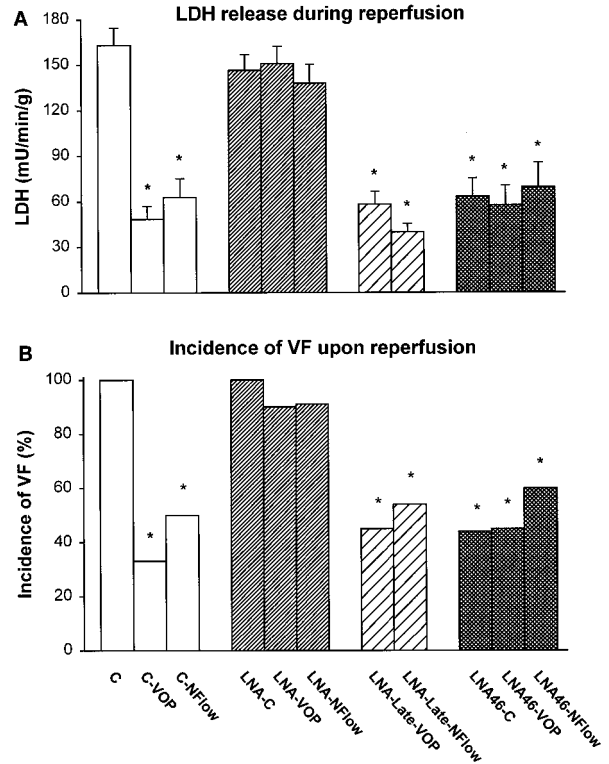 A
LDH release during reperfusion
LDH (mU/min/g)
180
150
120
90
60
30
0
* * * * * * *
B
Incidence of VF upon reperfusion
Incidence of VF (%)
100
80
60
40
20
0
* * * * * * *
C
C-VOP
C-NFlow
LNA-C
LNA-VOP
LNA-NFlow
LNA-Late-VOP
LNA-Late-NFlow
LNA46-C
LNA46-VOP
LNA46-NFlow